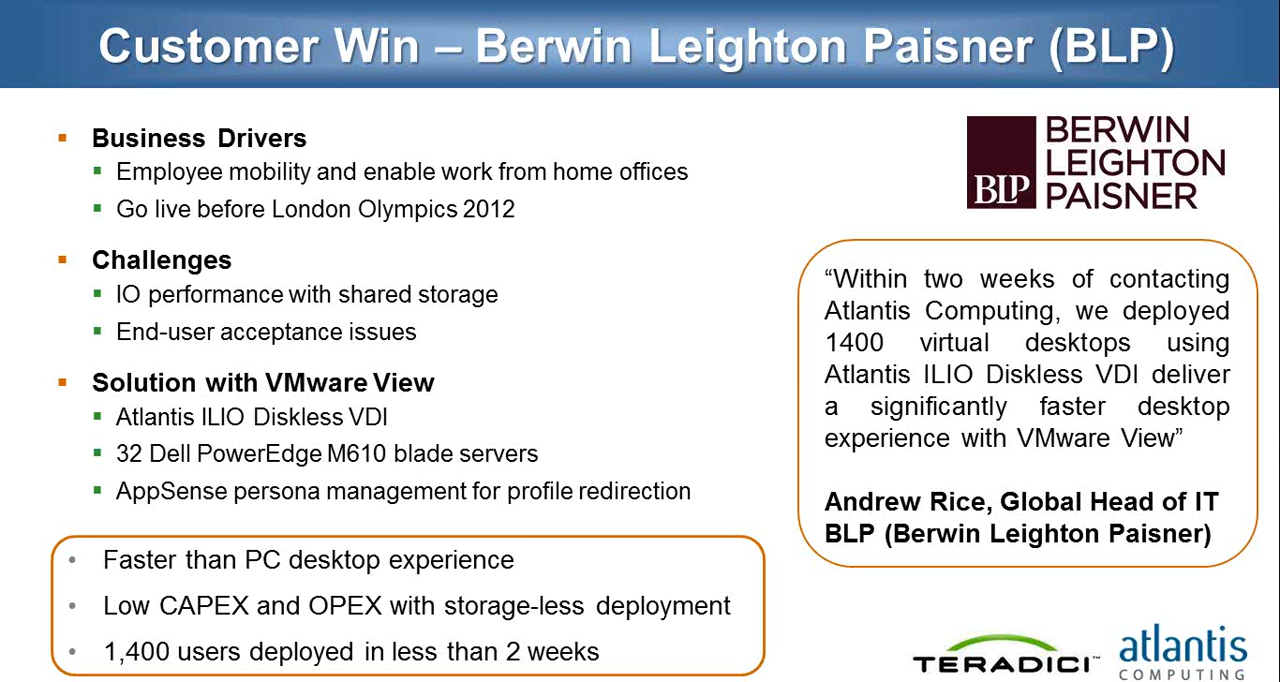 Customer Win – Berwin Leighton Paisner (BLP)
Business Drivers
Employee mobility and enable work from home offices
Go live before London Olympics 2012
Challenges
IO performance with shared storage
End-user acceptance issues
Solution with VMware View
Atlantis ILIO Diskless VDI
32 Dell PowerEdge M610 blade servers
AppSense persona management for profile redirection
Faster than PC desktop experience
Low CAPEX and OPEX with storage-less deployment
1,400 users deployed in less than 2 weeks
BLP
BERWIN
LEIGHTON
PAISNER
“Within two weeks of contacting
Atlantis Computing, we deployed
1400 virtual desktops using
Atlantis ILIO Diskless VDI deliver
a significantly faster desktop
experience with VMware View”
Andrew Rice, Global Head of IT
BLP (Berwin Leighton Paisner)
TERADICI™
atlantis
COMPUTING